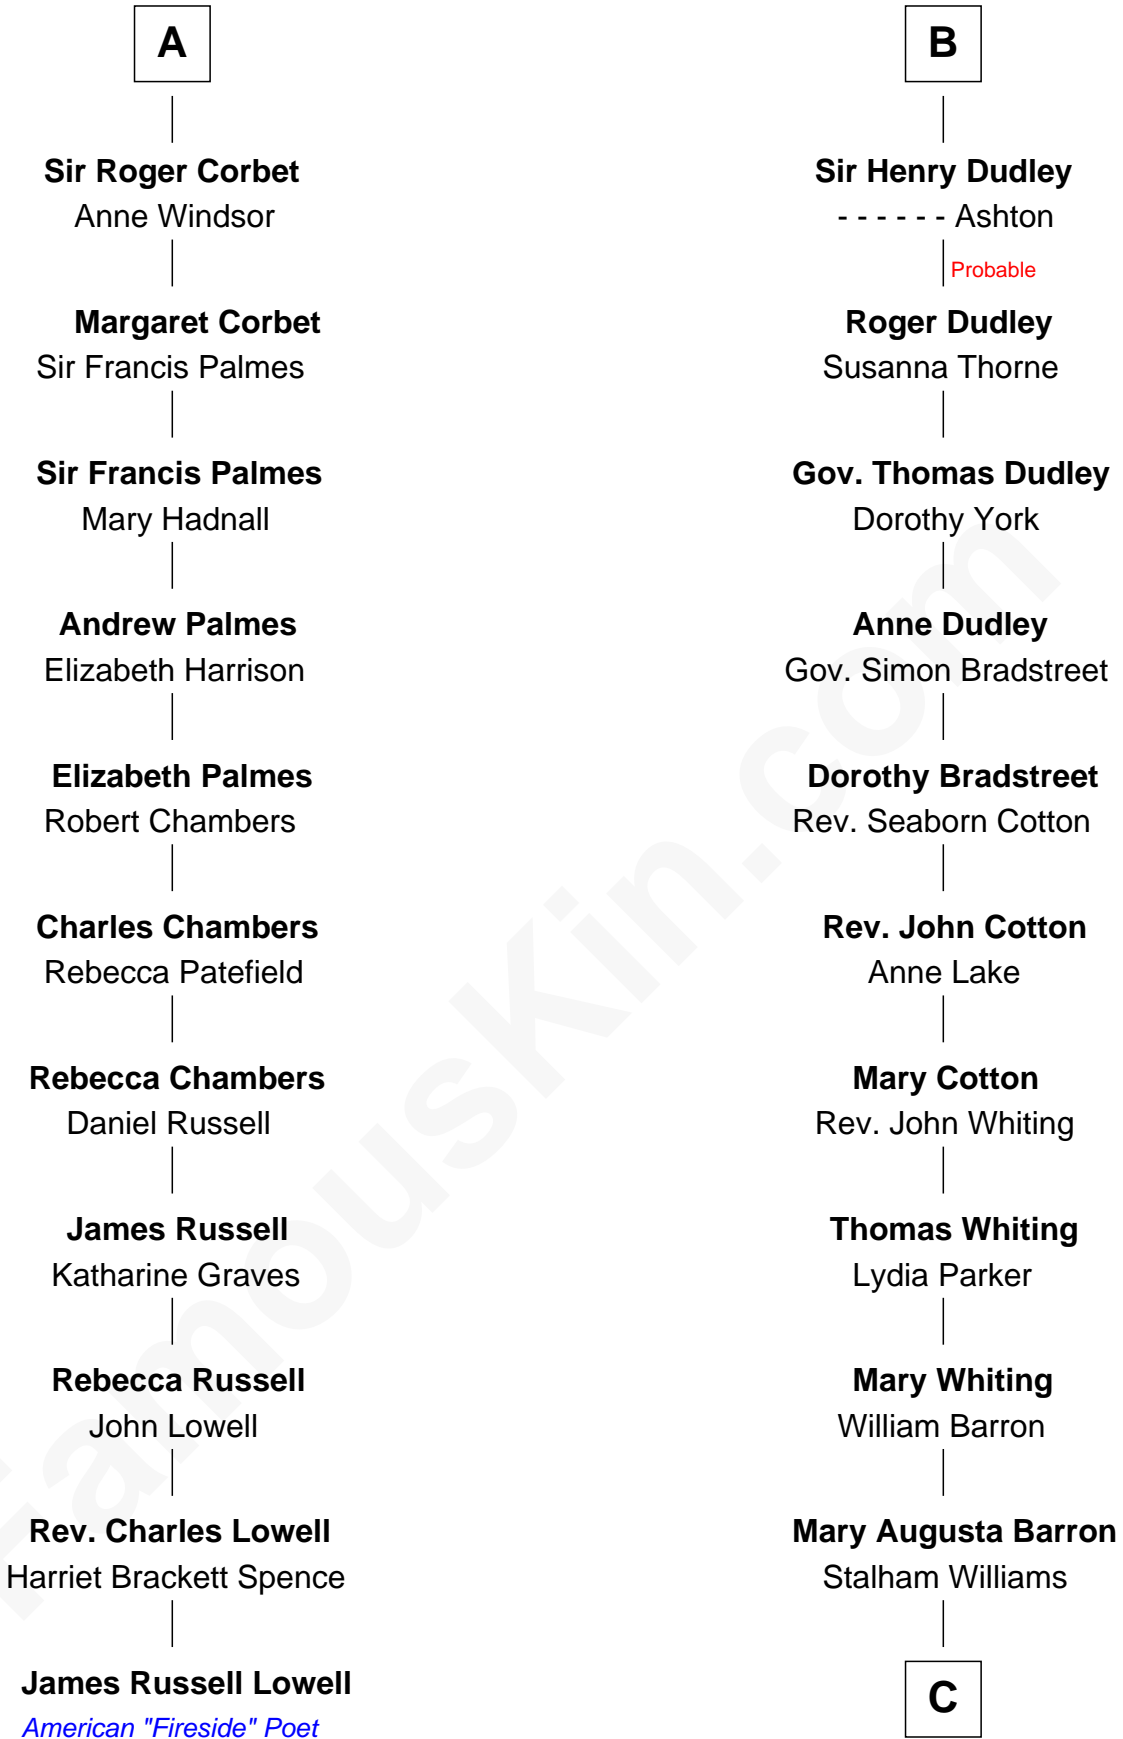 A
Sir Roger Corbet
Anne Windsor
Margaret Corbet
Sir Francis Palmes
Sir Francis Palmes
Mary Hadnall
Andrew Palmes
Elizabeth Harrison
Elizabeth Palmes
Robert Chambers
Charles Chambers
Rebecca Patefield
Rebecca Chambers
Daniel Russell
James Russell
Katharine Graves
Rebecca Russell
John Lowell
Rev. Charles Lowell
Harriet Brackett Spence
James Russell Lowell
American "Fireside" Poet
B
Sir Henry Dudley
- - - - - - Ashton
Probable
Roger Dudley
Susanna Thorne
Gov. Thomas Dudley
Dorothy York
Anne Dudley
Gov. Simon Bradstreet
Dorothy Bradstreet
Rev. Seaborn Cotton
Rev. John Cotton
Anne Lake
Mary Cotton
Rev. John Whiting
Thomas Whiting
Lydia Parker
Mary Whiting
William Barron
Mary Augusta Barron
Stalham Williams
C
FamousKin.com